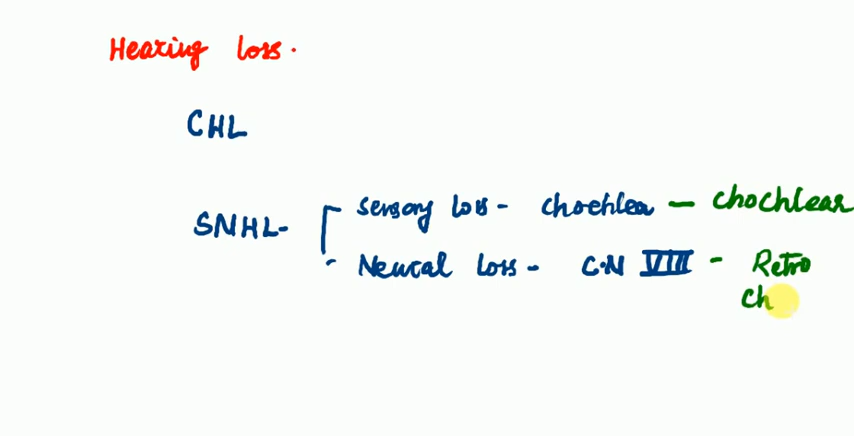 Hearing loss.
CHL
SNHL- Sensory loss - Chochlea - Chochlear
Neural loss - C.N VIII - Retro
Ch